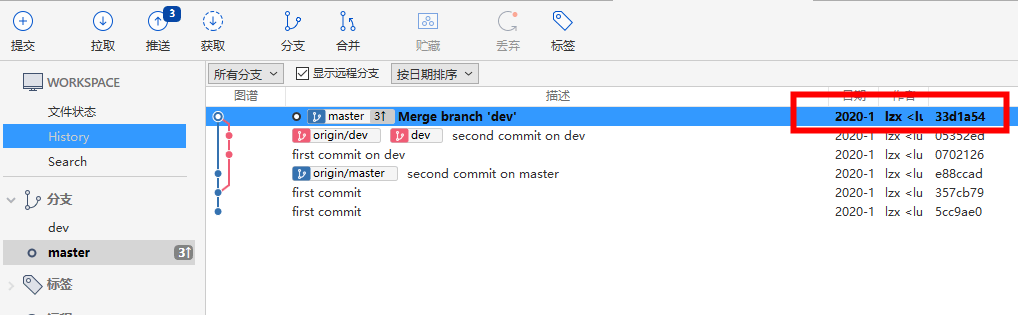 3
提交 拉取 推送 获取 分支 合并 贮藏 丢弃 标签
WORKSPACE
文件状态
History
Search
分支
dev
master 3↑
标签
所有分支 显示远程分支 按日期排序
图谱 描述 日期 作者
master 3↑ Merge branch 'dev' 2020-1 lzx <lu 33d1a54
origin/dev dev second commit on dev 2020-1 lzx <lu 05352ed
first commit on dev 2020-1 lzx <lu 0702126
origin/master second commit on master 2020-1 lzx <lu e88ccad
first commit 2020-1 lzx <lu 357cb79
first commit 2020-1 lzx <lu 5cc9ae0